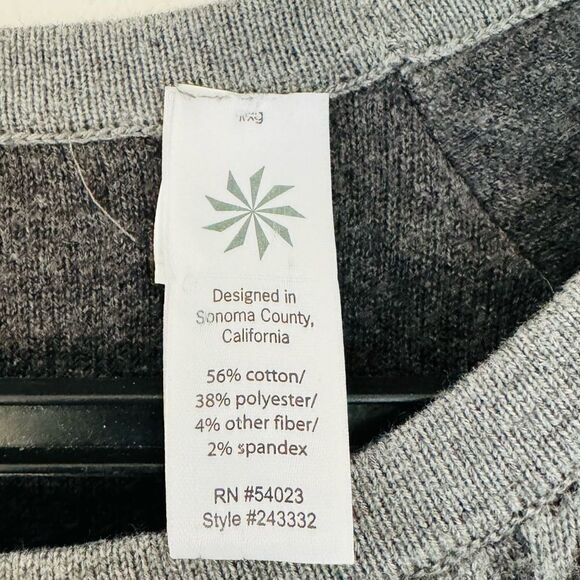 Designed in
Sonoma County,
California
56% cotton/
38% polyester/
4% other fiber/
2% spandex
RN #54023
Style #243332